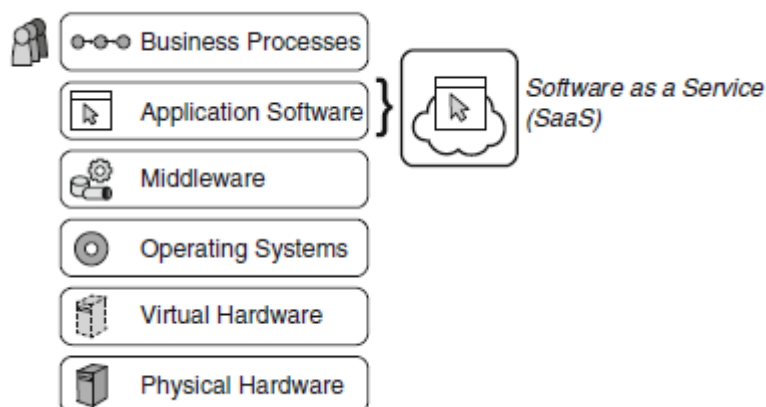 Business Processes
Application Software
Software as a Service
(SaaS)
Middleware
Operating Systems
Virtual Hardware
Physical Hardware